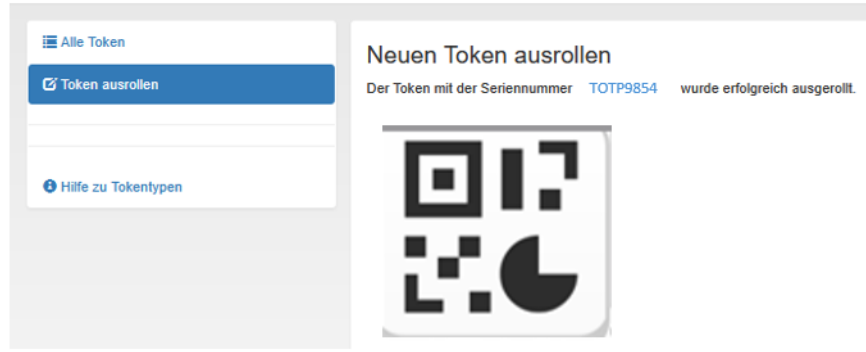 Alle Token
Token ausrollen
Hilfe zu Tokentypen
Neuen Token ausrollen
Der Token mit der Seriennummer TOTP9854 wurde erfolgreich ausgerollt.